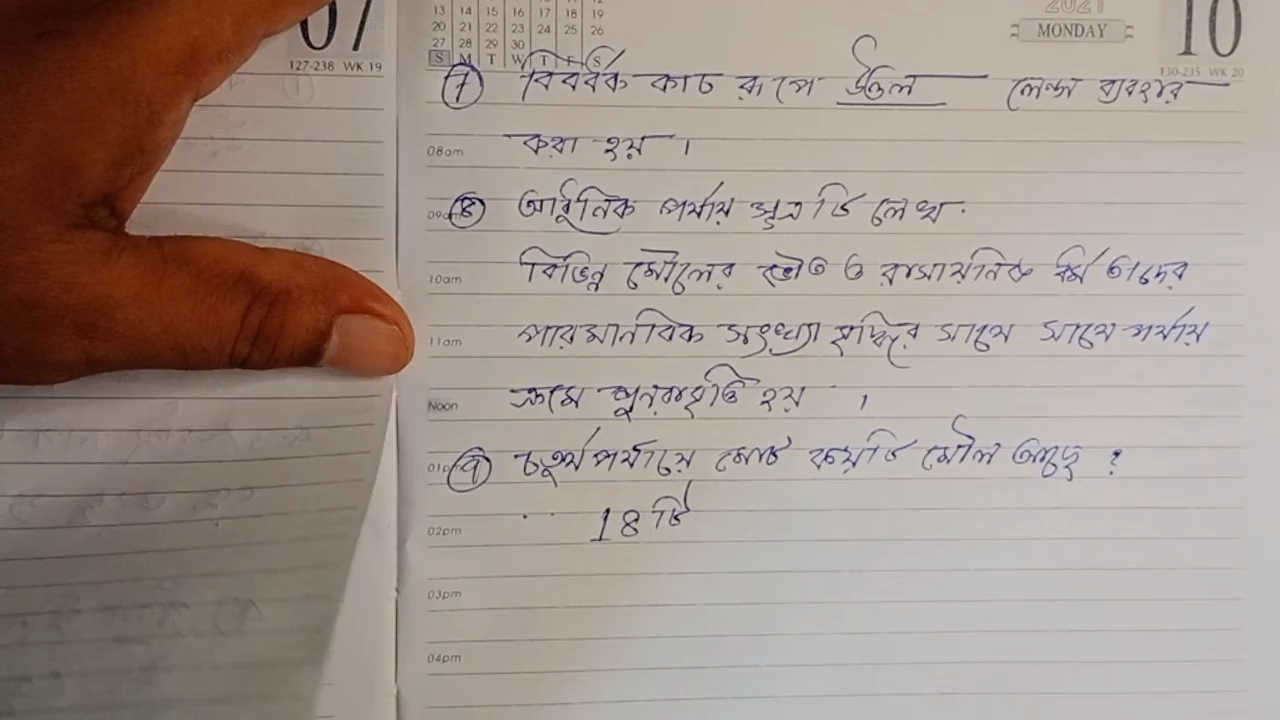 07
127-238 WK 19
13 14 15 16 17 18 19
20 21 22 23 24 25 26
27 28 29 30
S M T W T F S
2021
MONDAY
10
130-235 WK 20
7 বিবর্ধক কাচ রূপে উত্তল লেন্স ব্যবহার
08am করা হয় ।
09am 8 আধুনিক পর্যায় সূত্রটি লেখ .
10am বিভিন্ন মৌলের ভৌত ও রাসায়নিক ধর্ম তাদের
11am পারমানবিক সংখ্যা বৃদ্ধির সাথে সাথে পর্যায়
Noon ক্রমে পুনরাবৃত্তি হয় ।
01pm 9 চতুর্থ পর্যায়ে মোট কয়টি মৌল আছে ?
02pm 18 টি
03pm
04pm